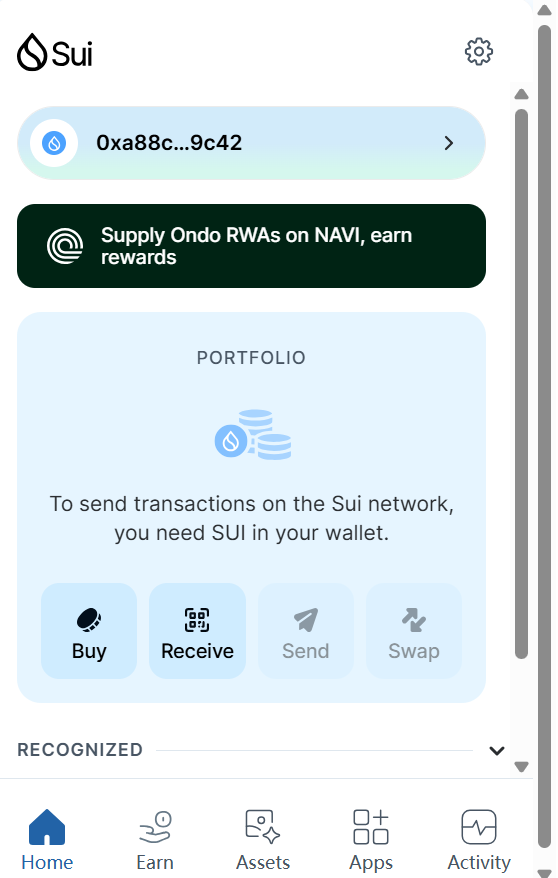 Sui
0xa88c...9c42
Supply Ondo RWAs on NAVI, earn
rewards
PORTFOLIO
To send transactions on the Sui network,
you need SUI in your wallet.
Buy
Receive
Send
Swap
RECOGNIZED
Home
Earn
Assets
Apps
Activity